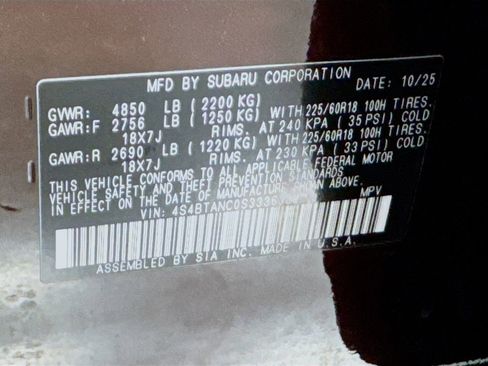 MFD BY SUBARU CORPORATION DATE: 10/25
GVWR: 4850 LB (2200 KG)
GAWR:F 2756 LB (1250 KG) WITH 225/60R18 100H TIRES.
18X7J RIMS. AT 240 KPA (35 PSI) COLD
GAWR:R 2690 LB (1220 KG) WITH 225/60R18 100H TIRES.
18X7J RIMS. AT 230 KPA (33 PSI) COLD
THIS VEHICLE CONFORMS TO ALL APPLICABLE FEDERAL MOTOR
VEHICLE SAFETY AND THEFT PREVENTION STANDARDS
IN EFFECT ON THE DATE OF MANUFACTURE SHOWN ABOVE.
VIN: 4S4BTANC0S3336 MPV
ASSEMBLED BY SIA INC. MADE IN U.S.A.